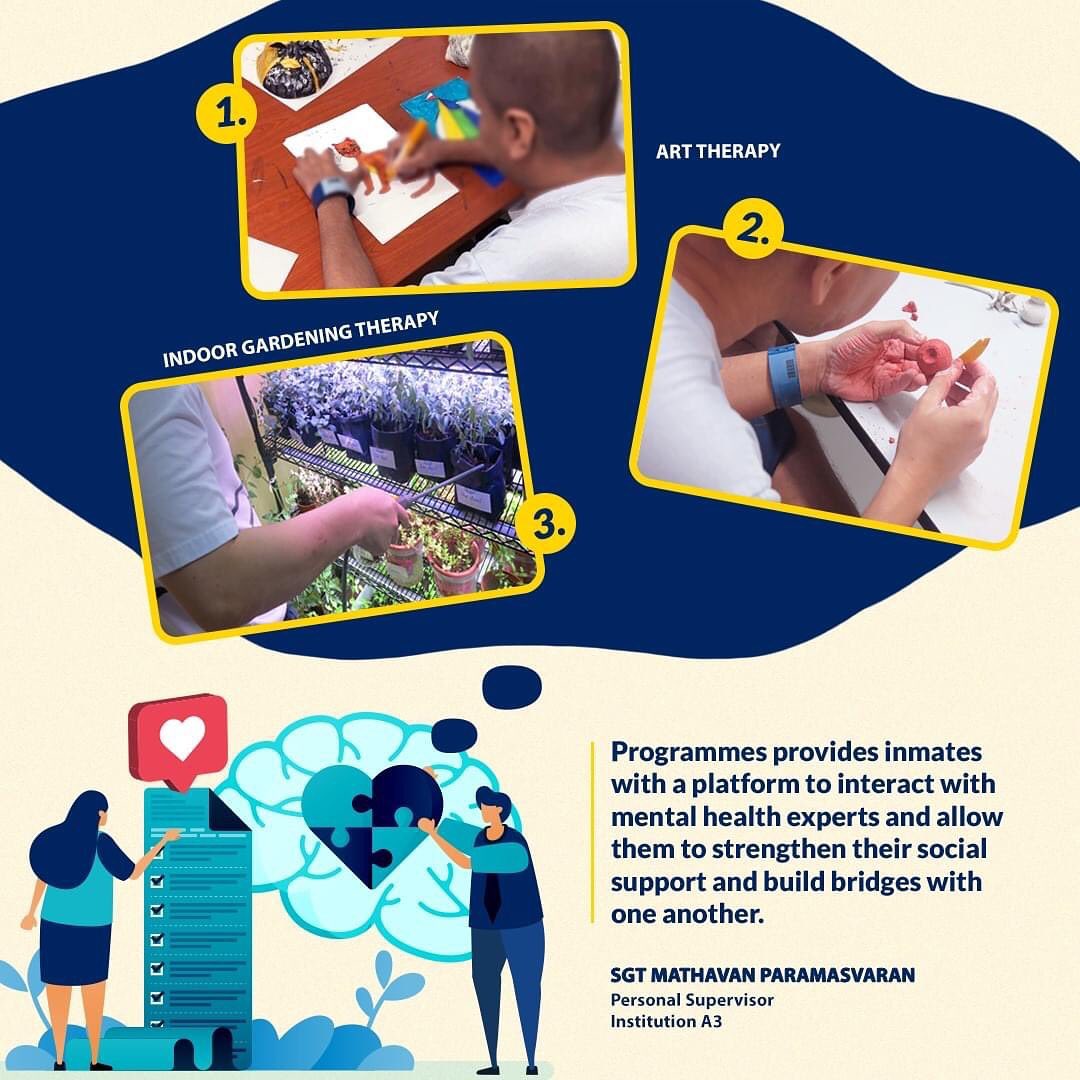 1.
ART THERAPY
2.
INDOOR GARDENING THERAPY
3.
Programmes provides inmates
with a platform to interact with
mental health experts and allow
them to strengthen their social
support and build bridges with
one another.
SGT MATHAVAN PARAMASVARAN
Personal Supervisor
Institution A3